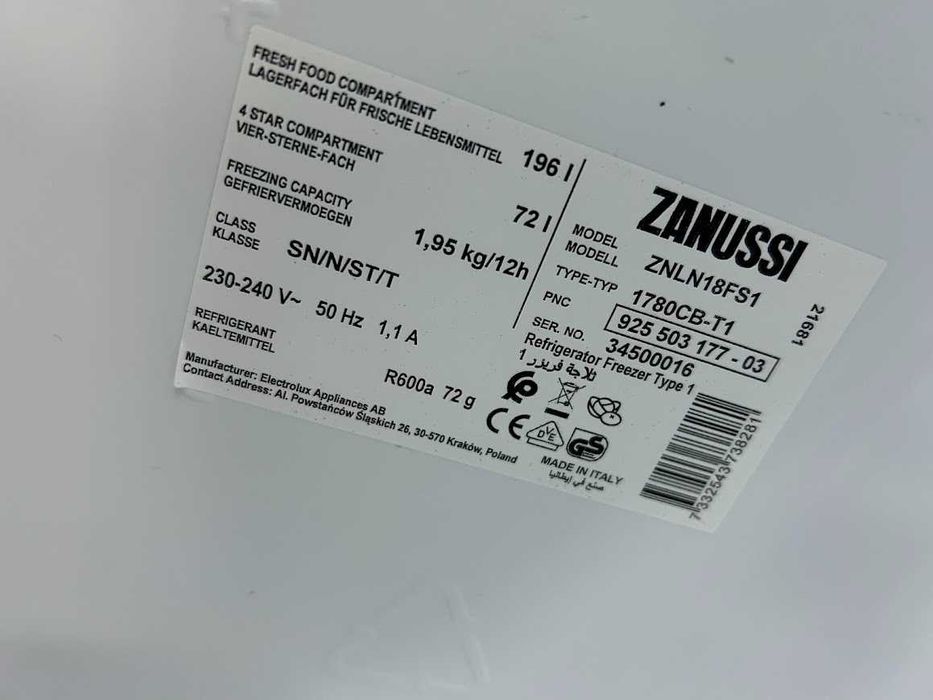 FRESH FOOD COMPARTMENT
LAGERFACH FÜR FRISCHE LEBENSMITTEL 196 l
4 STAR COMPARTMENT
VIER-STERNE-FACH 72 l
FREEZING CAPACITY
GEFRIERVERMOEGEN 1,95 kg/12h
CLASS
KLASSE SN/N/ST/T
230-240 V~ 50 Hz 1,1 A
REFRIGERANT
KAELTEMITTEL R600a 72 g
Manufacturer: Electrolux Appliances AB
Contact Address: Al. Powstańców Śląskich 26, 30-570 Kraków, Poland
ZANUSSI
MODEL
MODELL ZNLN18FS1
TYPE-TYP 1780CB-T1
PNC 925 503 177 - 03
SER. NO. 34500016
Refrigerator Freezer Type 1
ثلاجة فريزر 1
CE
DVE
GS
MADE IN ITALY
صنع في إيطاليا
21681
7332543738281